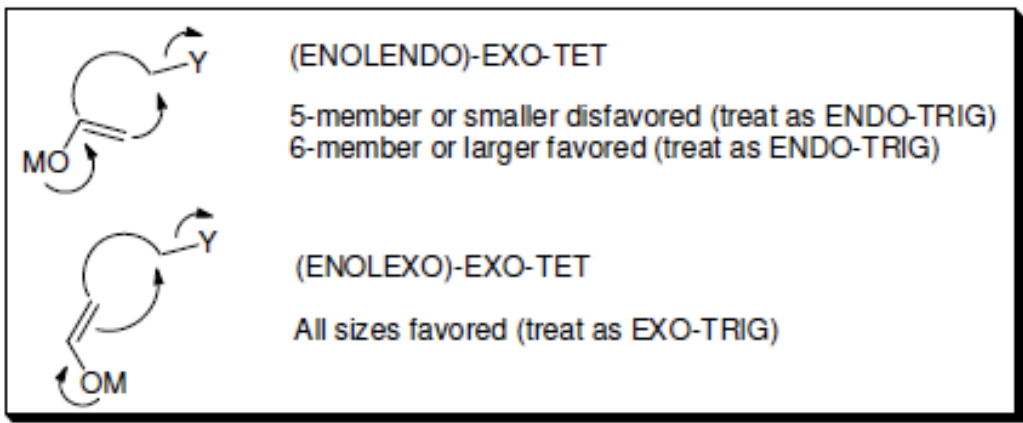 Y
(ENOLENDO)-EXO-TET
5-member or smaller disfavored (treat as ENDO-TRIG)
6-member or larger favored (treat as ENDO-TRIG)
MO
Y
(ENOLEXO)-EXO-TET
All sizes favored (treat as EXO-TRIG)
OM